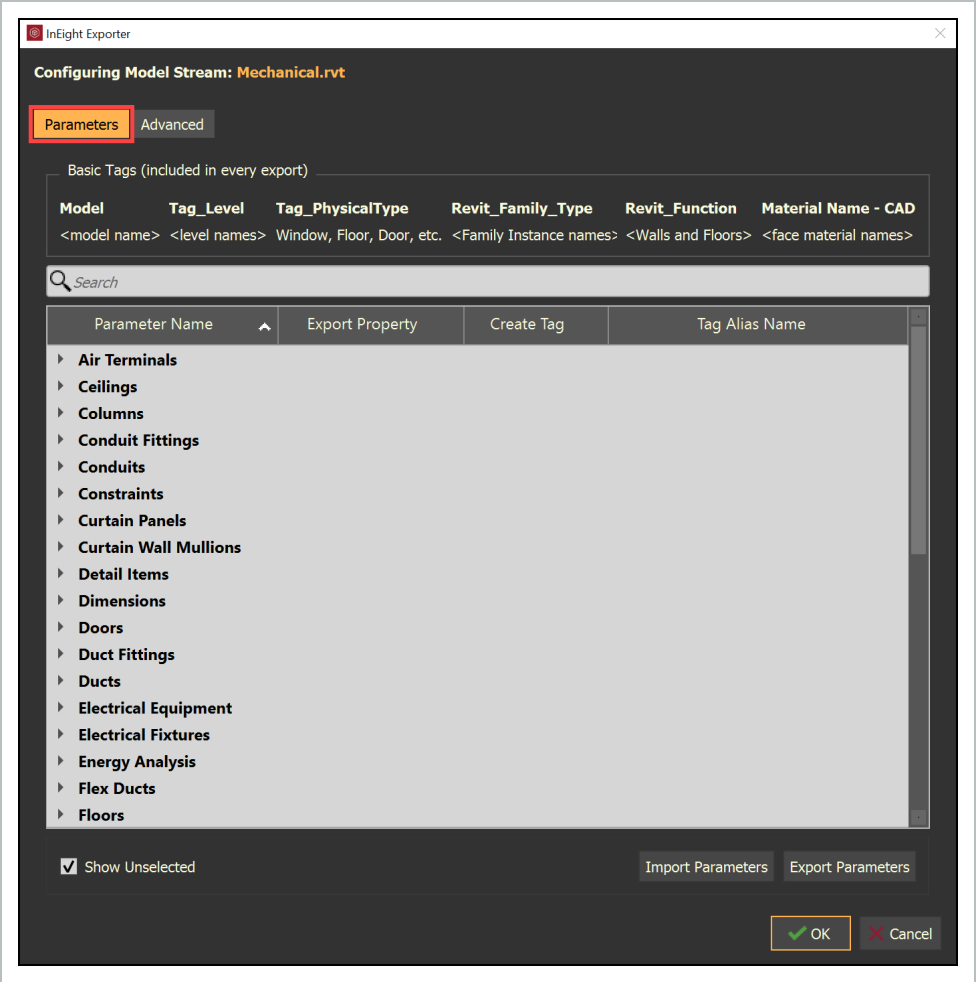 InEight Exporter
Configuring Model Stream: Mechanical.rvt
Parameters Advanced
Basic Tags (included in every export)
Model Tag_Level Tag_PhysicalType Revit_Family_Type Revit_Function Material Name - CAD
<model name> <level names> Window, Floor, Door, etc. <Family Instance names> <Walls and Floors> <face material names>
Search
Parameter Name Export Property Create Tag Tag Alias Name
Air Terminals
Ceilings
Columns
Conduit Fittings
Conduits
Constraints
Curtain Panels
Curtain Wall Mullions
Detail Items
Dimensions
Doors
Duct Fittings
Ducts
Electrical Equipment
Electrical Fixtures
Energy Analysis
Flex Ducts
Floors
Show Unselected Import Parameters Export Parameters
OK Cancel